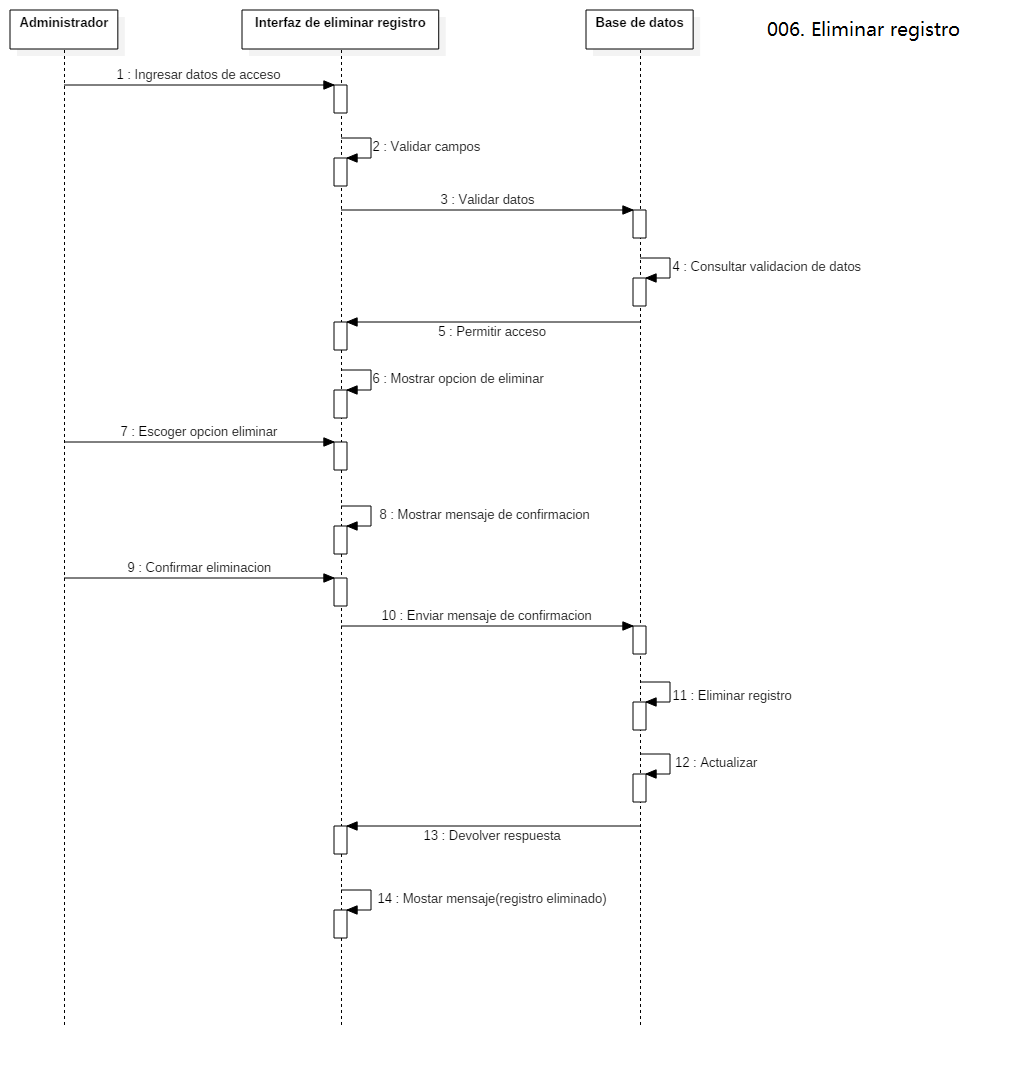 Administrador
Interfaz de eliminar registro
Base de datos
006. Eliminar registro
1 : Ingresar datos de acceso
2 : Validar campos
3 : Validar datos
4 : Consultar validacion de datos
5 : Permitir acceso
6 : Mostrar opcion de eliminar
7 : Escoger opcion eliminar
8 : Mostrar mensaje de confirmacion
9 : Confirmar eliminacion
10 : Enviar mensaje de confirmacion
11 : Eliminar registro
12 : Actualizar
13 : Devolver respuesta
14 : Mostar mensaje(registro eliminado)